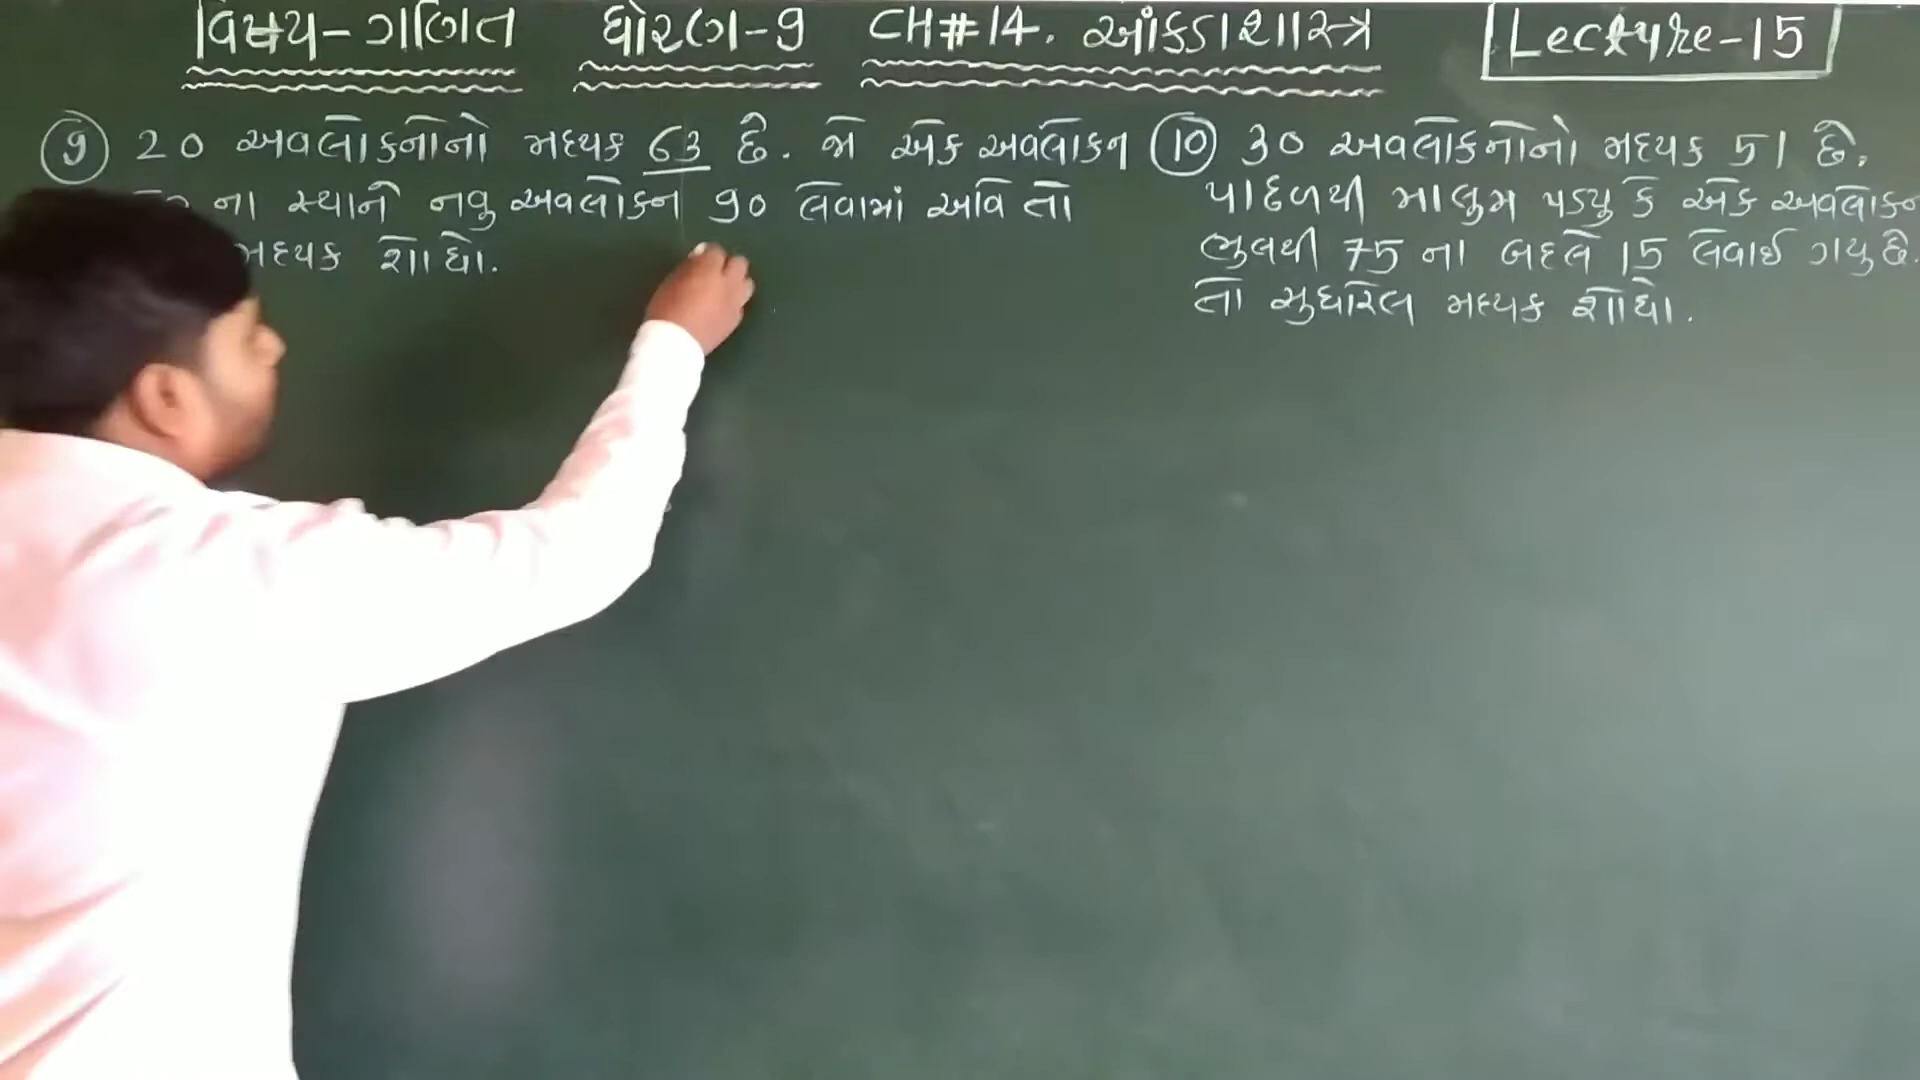 વિષય - ગણિત ધોરણ - 9 CH # 14. આંકડાશાસ્ત્ર Lecture - 15
9 20 અવલોકનોનો મધ્યક 63 છે. જો એક અવલોકન
ના સ્થાને નવુ અવલોકન 90 લેવામાં આવે તો
મધ્યક શોધો.
10 30 અવલોકનોનો મધ્યક 51 છે.
પાછળથી માલુમ પડ્યુ કે એક અવલોકન
ભુલથી 75 ના બદલે 15 લેવાઈ ગયુ છે.
તો સુધારેલ મધ્યક શોધો.